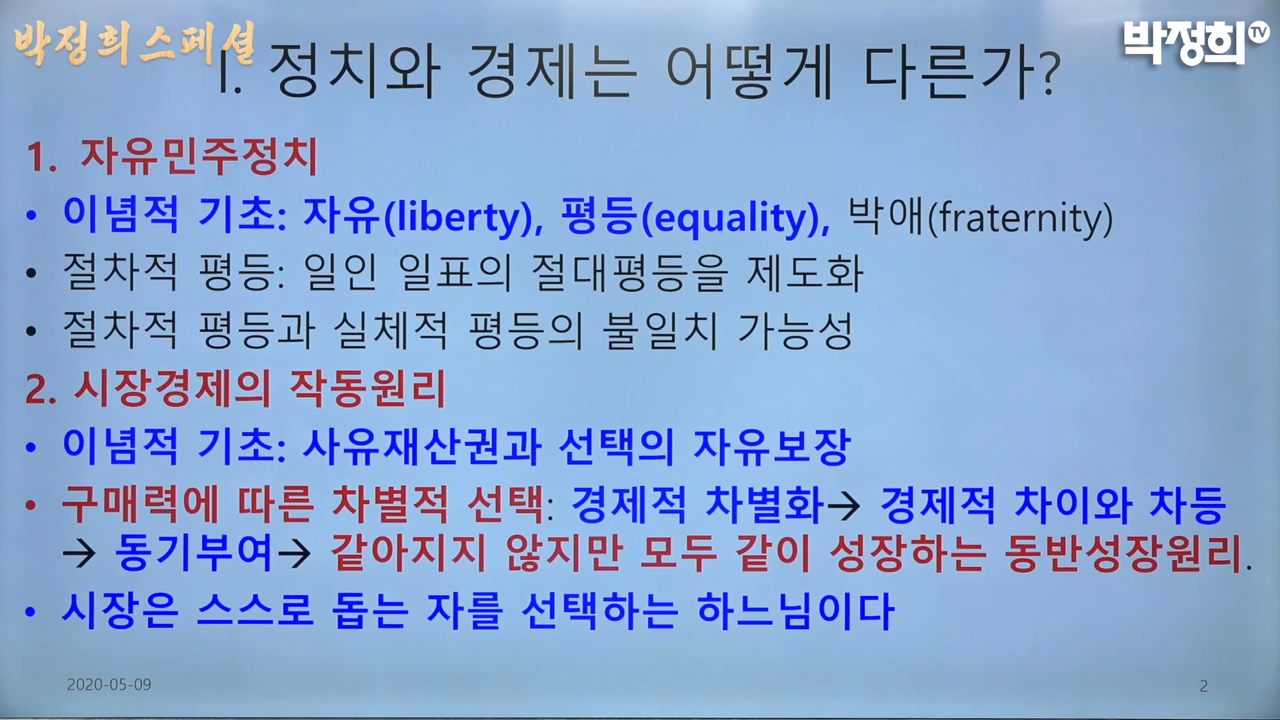 박정희스페셜
박정희TV
I. 정치와 경제는 어떻게 다른가?
1. 자유민주정치
• 이념적 기초: 자유(liberty), 평등(equality), 박애(fraternity)
• 절차적 평등: 일인 일표의 절대평등을 제도화
• 절차적 평등과 실체적 평등의 불일치 가능성
2. 시장경제의 작동원리
• 이념적 기초: 사유재산권과 선택의 자유보장
• 구매력에 따른 차별적 선택: 경제적 차별화→ 경제적 차이와 차등
→ 동기부여→ 같아지지 않지만 모두 같이 성장하는 동반성장원리.
• 시장은 스스로 돕는 자를 선택하는 하느님이다
2020-05-09
2